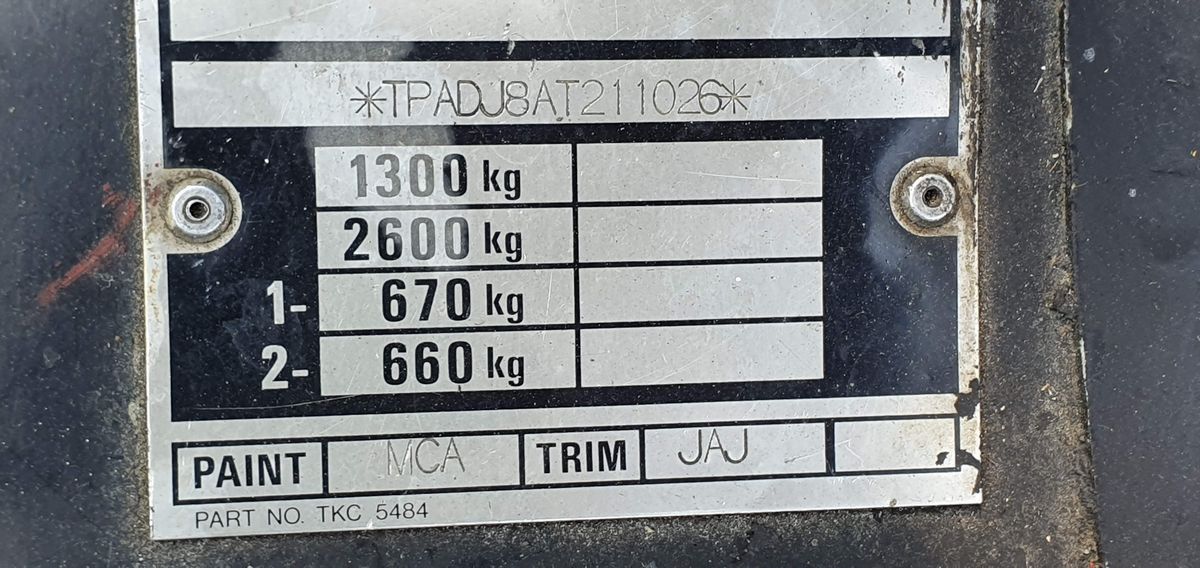 *TPADJ8AT211026*
1300 kg
2600 kg
1- 670 kg
2- 660 kg
PAINT MCA TRIM JAJ
PART NO. TKC 5484